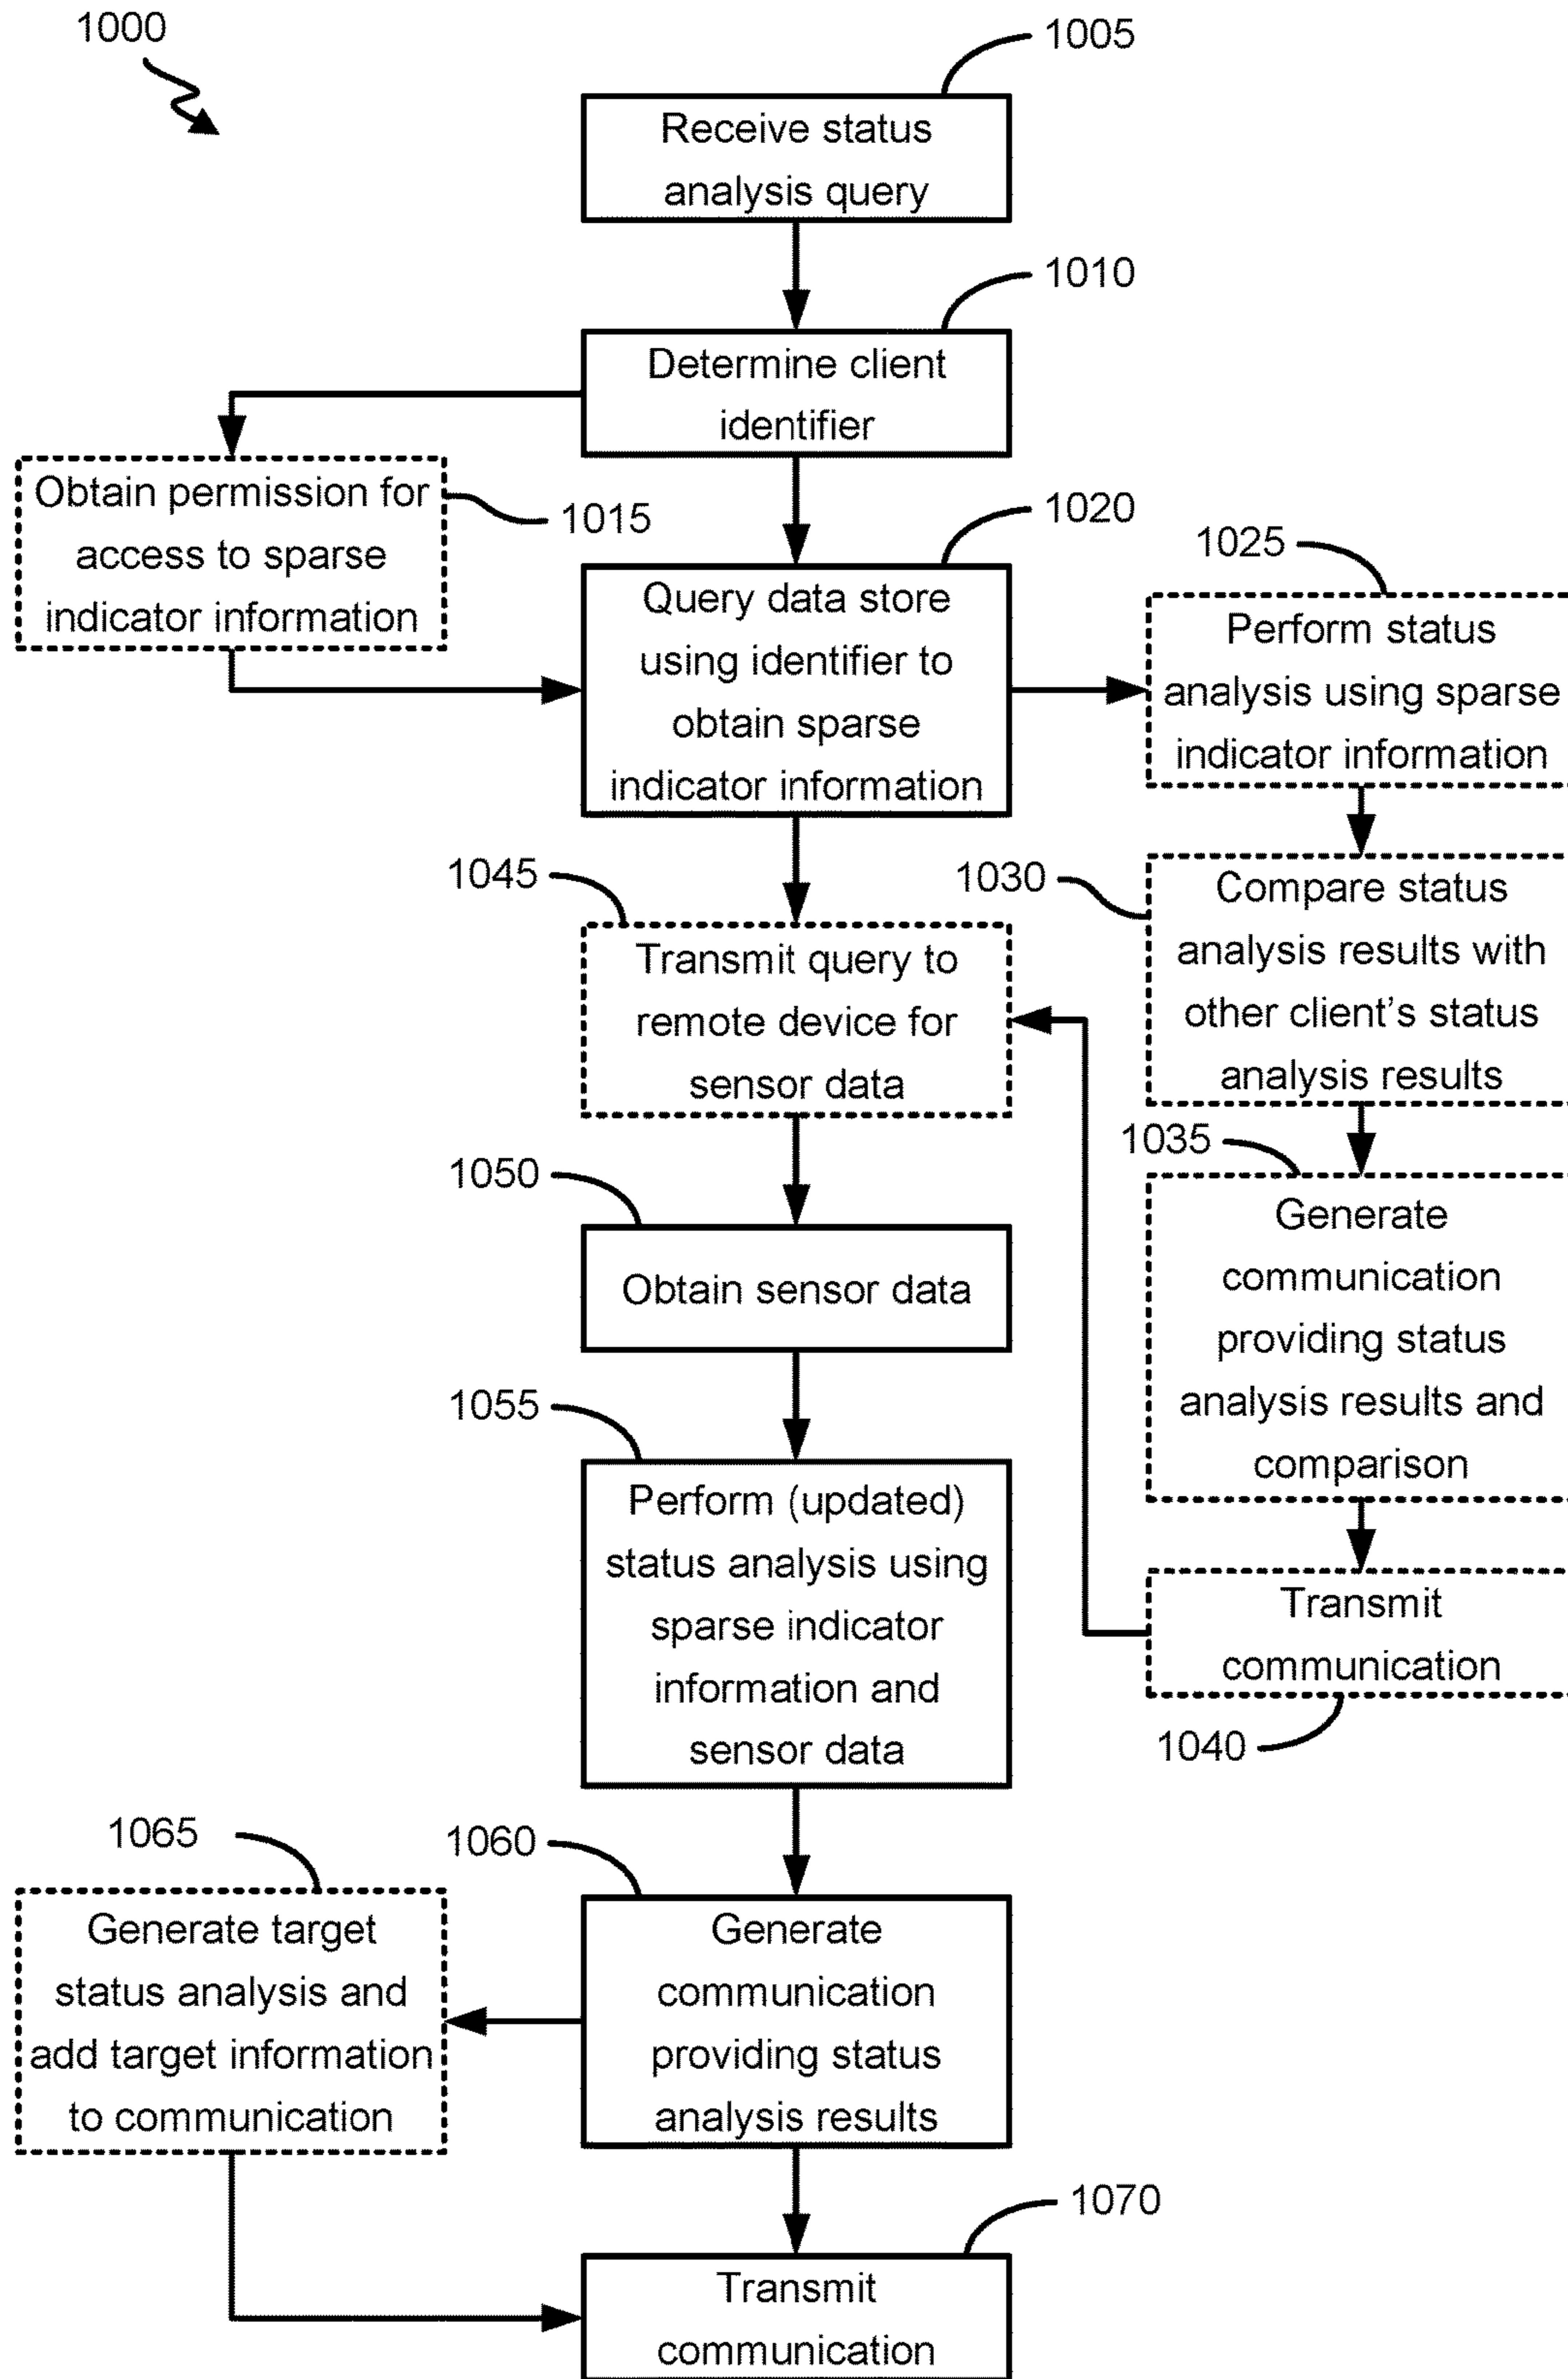 1000
1005
Receive status
analysis query
1010
Determine client
identifier
Obtain permission for
access to sparse
indicator information
1015
1020
Query data store
using identifier to
obtain sparse
indicator information
1025
Perform status
analysis using sparse
indicator information
1030
Compare status
analysis results with
other client's status
analysis results
1035
Generate
communication
providing status
analysis results and
comparison
Transmit
communication
1040
1045
Transmit query to
remote device for
sensor data
1050
Obtain sensor data
1055
Perform (updated)
status analysis using
sparse indicator
information and
sensor data
1060
Generate
communication
providing status
analysis results
1065
Generate target
status analysis and
add target information
to communication
1070
Transmit
communication